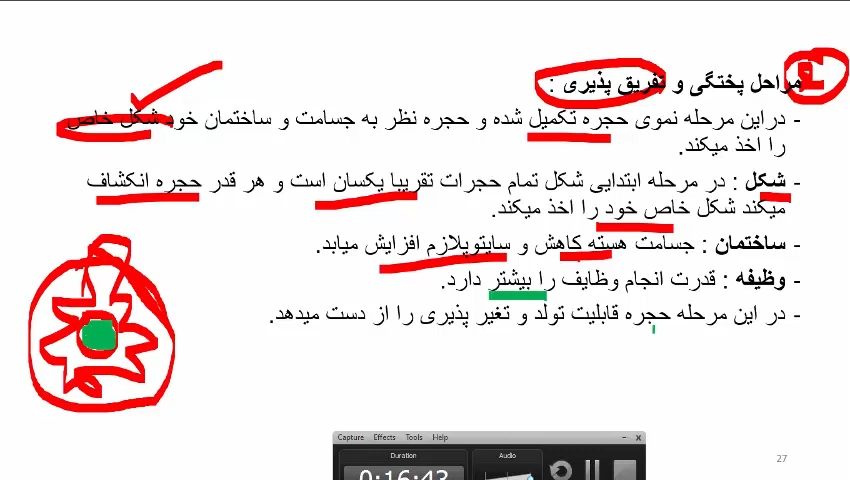 مراحل پختگی و تفریق پذیری :
- دراین مرحله نموی حجره تکمیل شده و حجره نظر به جسامت و ساختمان خود شکل خاص
را اخذ میکند.
- شکل : در مرحله ابتدایی شکل تمام حجرات تقریبا یکسان است و هر قدر حجره انکشاف
میکند شکل خاص خود را اخذ میکند.
- ساختمان : جسامت هسته کاهش و سایتوپلازم افزایش میابد.
- وظیفه : قدرت انجام وظایف را بیشتر دارد.
- در این مرحله حجره قابلیت تولد و تغیر پذیری را از دست میدهد.
Capture Effects Tools Help
Duration Audio
0:16:43
27